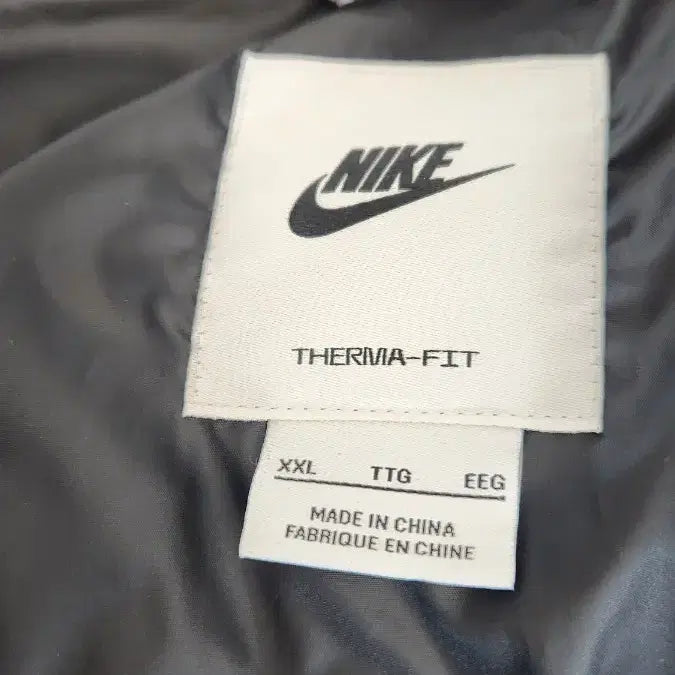 NIKE
THERMA-FIT
XXL TTG EEG
MADE IN CHINA
FABRIQUE EN CHINE